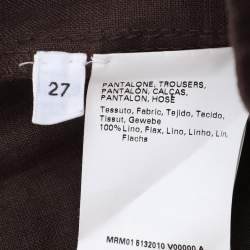 27
PANTALONE, TROUSERS,
PANTALON, CALÇAS,
PANTALÓN, HOSE
Tessuto, Fabric, Tejido, Tecido,
Tissut, Gewebe
100% Lino, Flax, Lino, Linho, Lin,
Flachs
MRM01 6132010 V00000 A